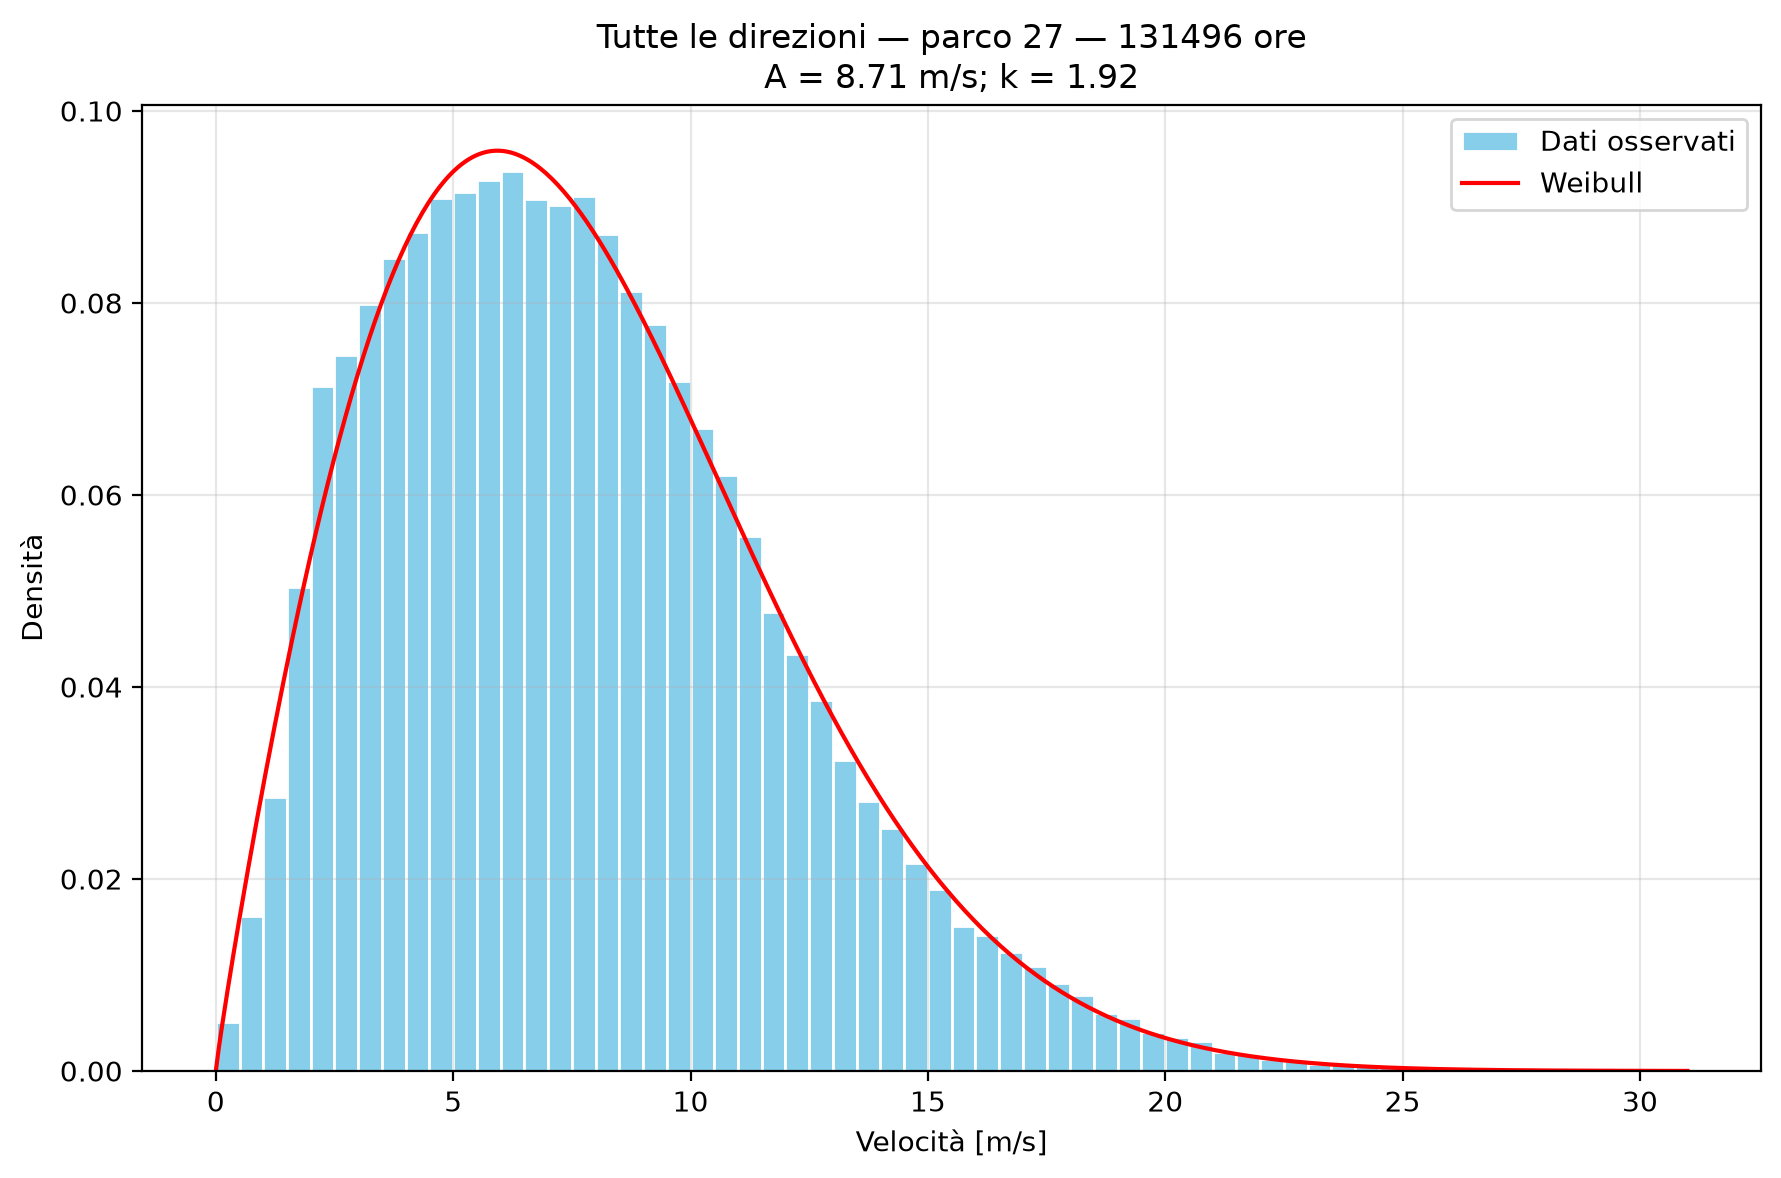 Tutte le direzioni — parco 27 — 131496 ore
A = 8.71 m/s; k = 1.92
Dati osservati
Weibull
Densità
0.10
0.08
0.06
0.04
0.02
0.00
0 5 10 15 20 25 30
Velocità [m/s]